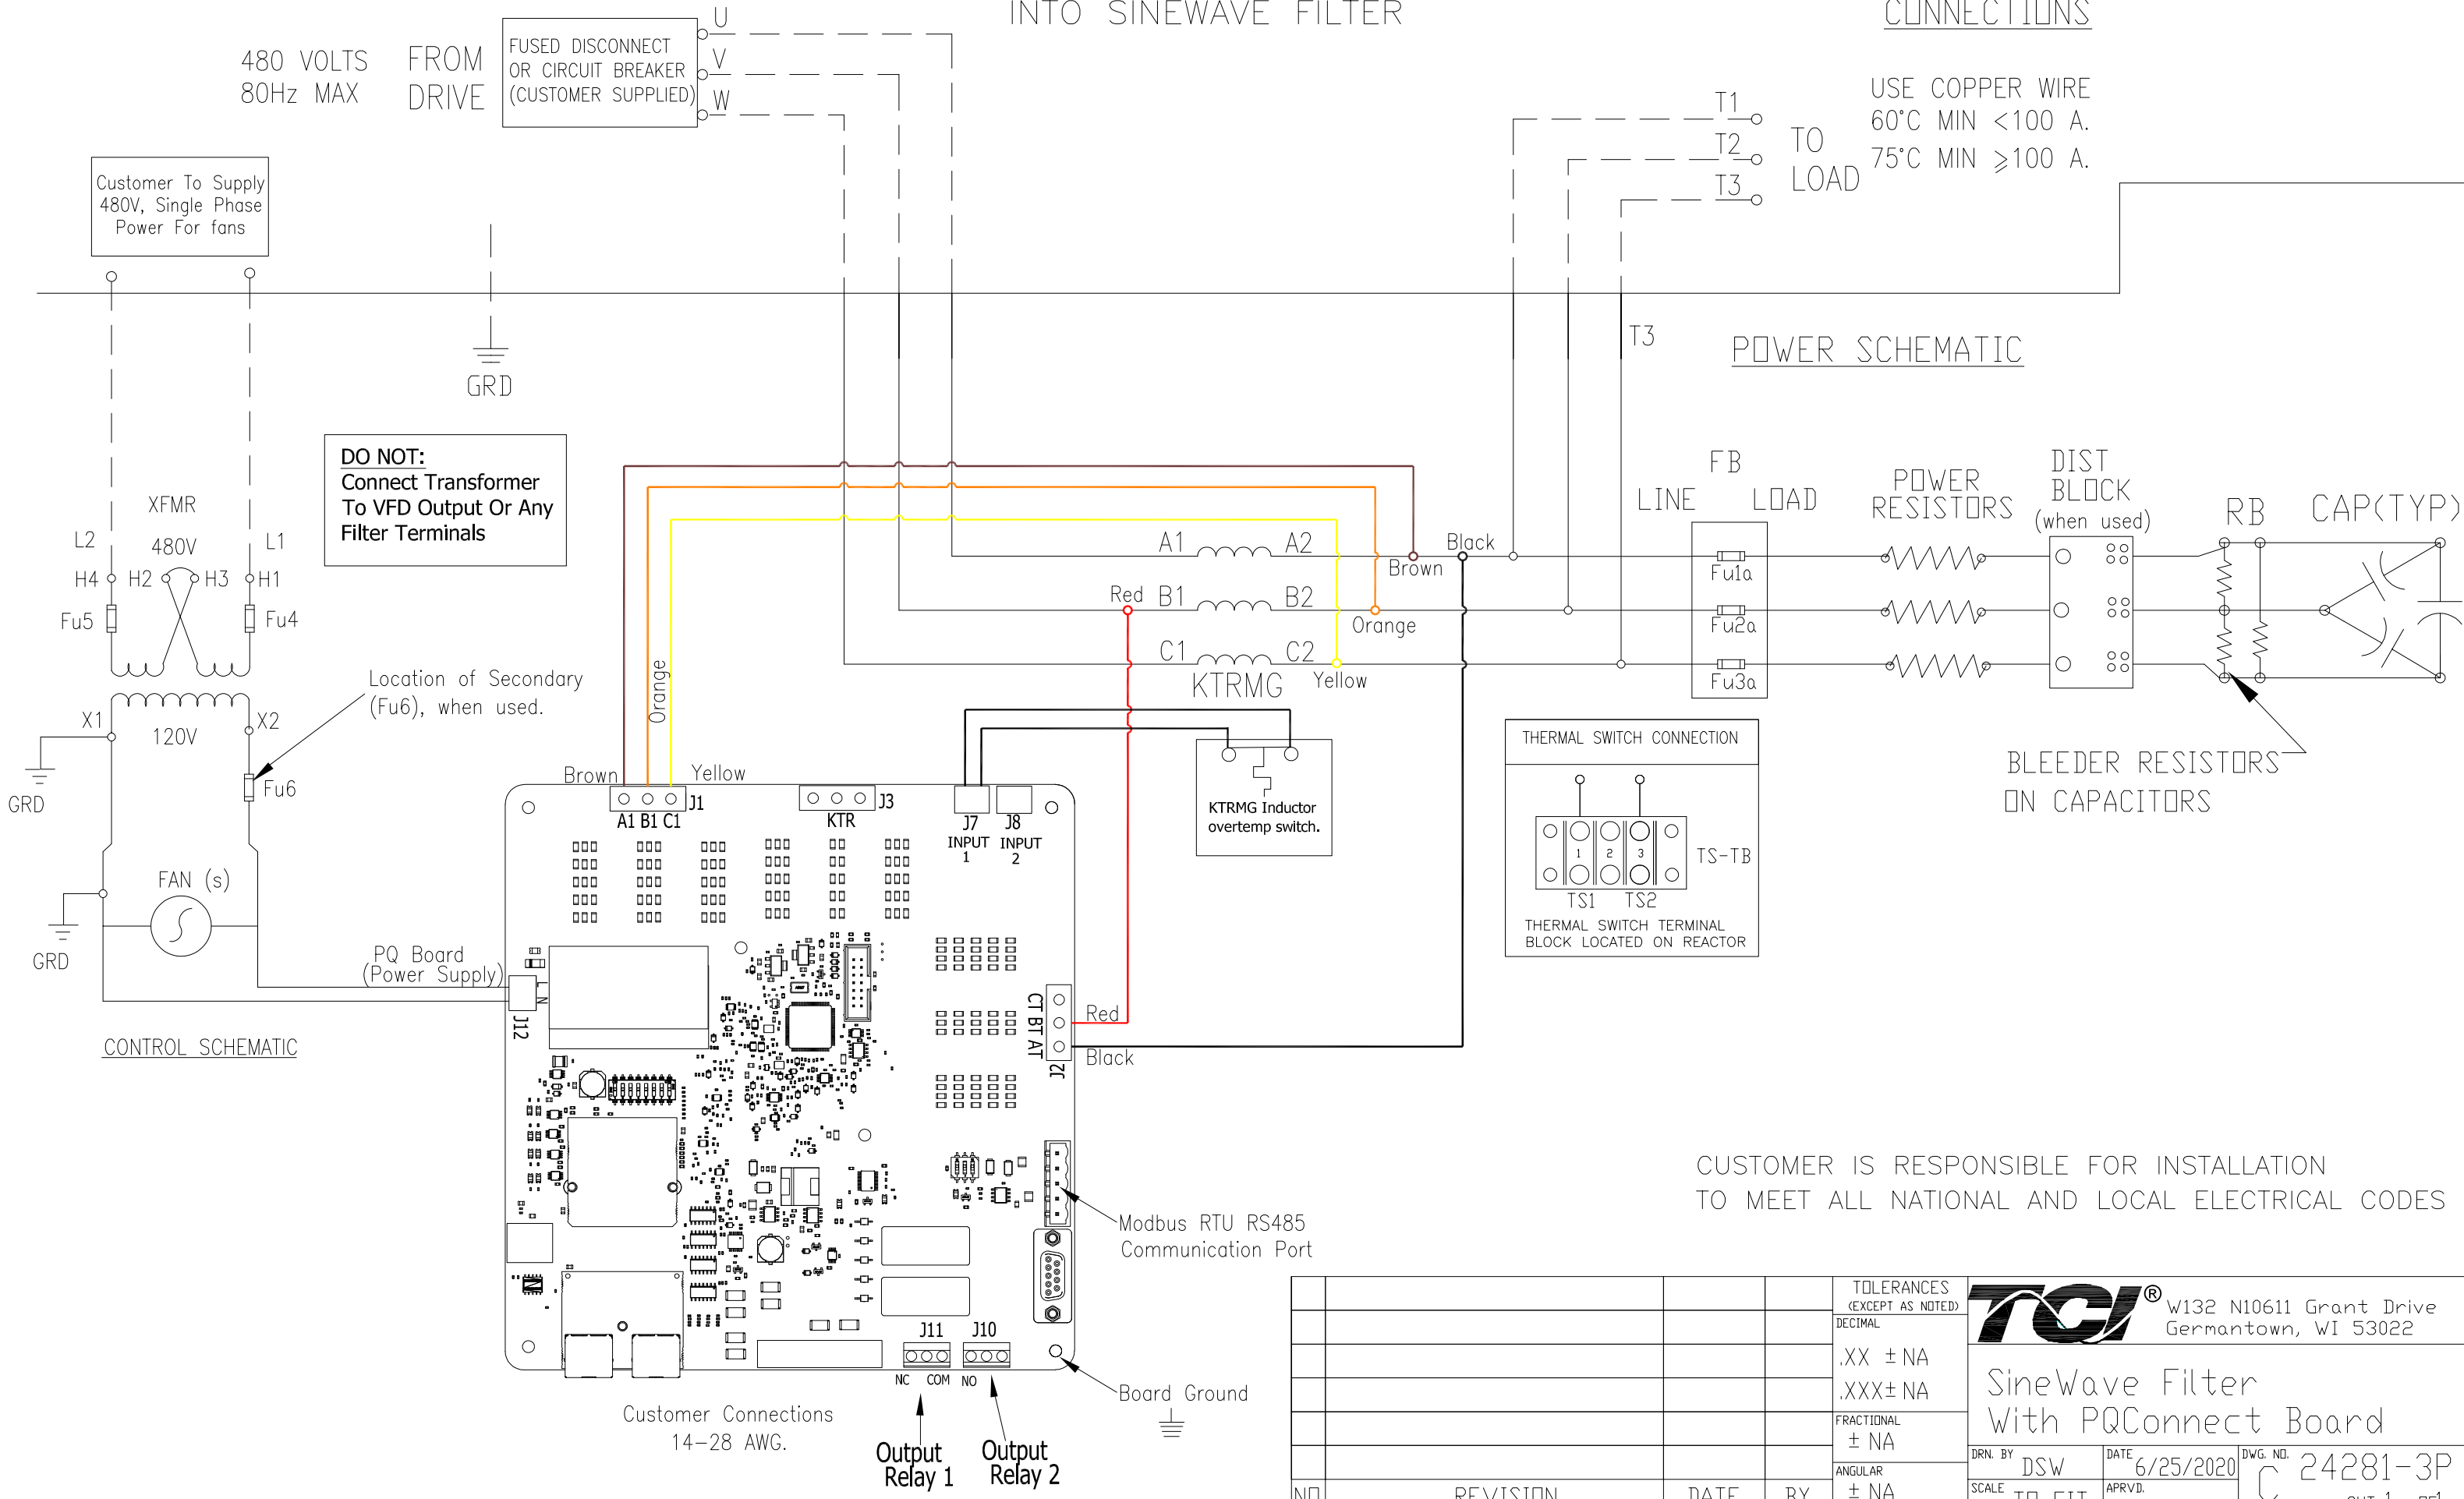 INTO SINEWAVE FILTER
CONNECTIONS
480 VOLTS
80Hz MAX
FROM
DRIVE
FUSED DISCONNECT
OR CIRCUIT BREAKER
(CUSTOMER SUPPLIED)
U
V
W
T1
T2
T3
TO
LOAD
USE COPPER WIRE
60°C MIN <100 A.
75°C MIN ⩾100 A.
Customer To Supply
480V, Single Phase
Power For fans
GRD
T3
POWER SCHEMATIC
DO NOT:
Connect Transformer
To VFD Output Or Any
Filter Terminals
XFMR
480V
L2
L1
H4
H2
H3
H1
Fu5
Fu4
Location of Secondary
(Fu6), when used.
X1
X2
120V
GRD
Fu6
FAN (s)
GRD
PQ Board
(Power Supply)
CONTROL SCHEMATIC
A1
A2
Black
Brown
Red
B1
B2
Orange
C1
C2
Yellow
KTRMG
Orange
Brown
Yellow
FB
LINE
LOAD
Fu1a
Fu2a
Fu3a
POWER
RESISTORS
DIST
BLOCK
(when used)
RB
CAP(TYP)
BLEEDER RESISTORS
ON CAPACITORS
KTRMG Inductor
overtemp switch.
THERMAL SWITCH CONNECTION
1
2
3
TS-TB
TS1
TS2
THERMAL SWITCH TERMINAL
BLOCK LOCATED ON REACTOR
J1
A1 B1 C1
J3
KTR
J7
INPUT
1
J8
INPUT
2
L
N
J12
CT BT AT
J2
Red
Black
Modbus RTU RS485
Communication Port
J11
J10
NC
COM
NO
Board Ground
Customer Connections
14-28 AWG.
Output
Relay 1
Output
Relay 2
CUSTOMER IS RESPONSIBLE FOR INSTALLATION
TO MEET ALL NATIONAL AND LOCAL ELECTRICAL CODES
TOLERANCES
(EXCEPT AS NOTED)
DECIMAL
.XX ± NA
.XXX± NA
FRACTIONAL
± NA
ANGULAR
± NA
TCI®
W132 N10611 Grant Drive
Germantown, WI 53022
SineWave Filter
With PQConnect Board
DRN. BY
DSW
DATE
6/25/2020
DWG. NO.
C 24281-3P
SCALE
TO FIT
APRVD.
SHT 1 OF 1
NO
REVISION
DATE
BY